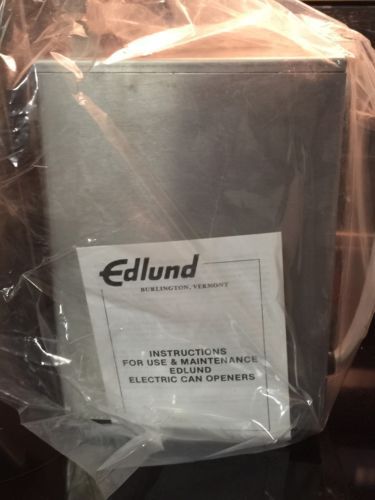 Edlund
BURLINGTON, VERMONT
INSTRUCTIONS
FOR USE & MAINTENANCE
EDLUND
ELECTRIC CAN OPENERS